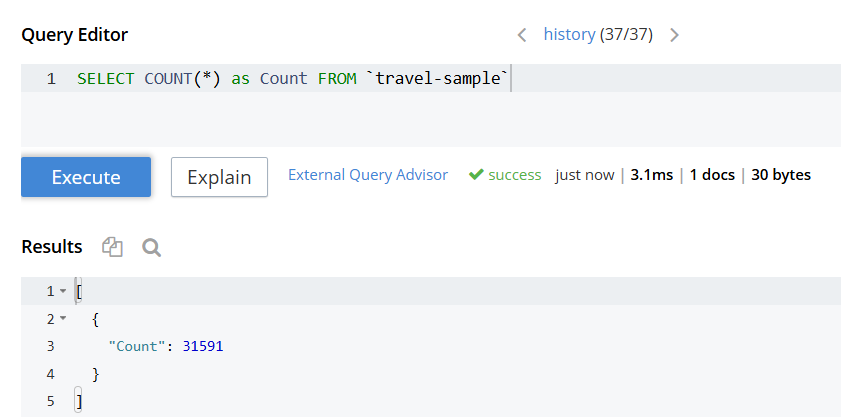 Query Editor
history (37/37)
1 SELECT COUNT(*) as Count FROM `travel-sample`
Execute Explain External Query Advisor success just now | 3.1ms | 1 docs | 30 bytes
Results
1 [
2 {
3 "Count": 31591
4 }
5 ]